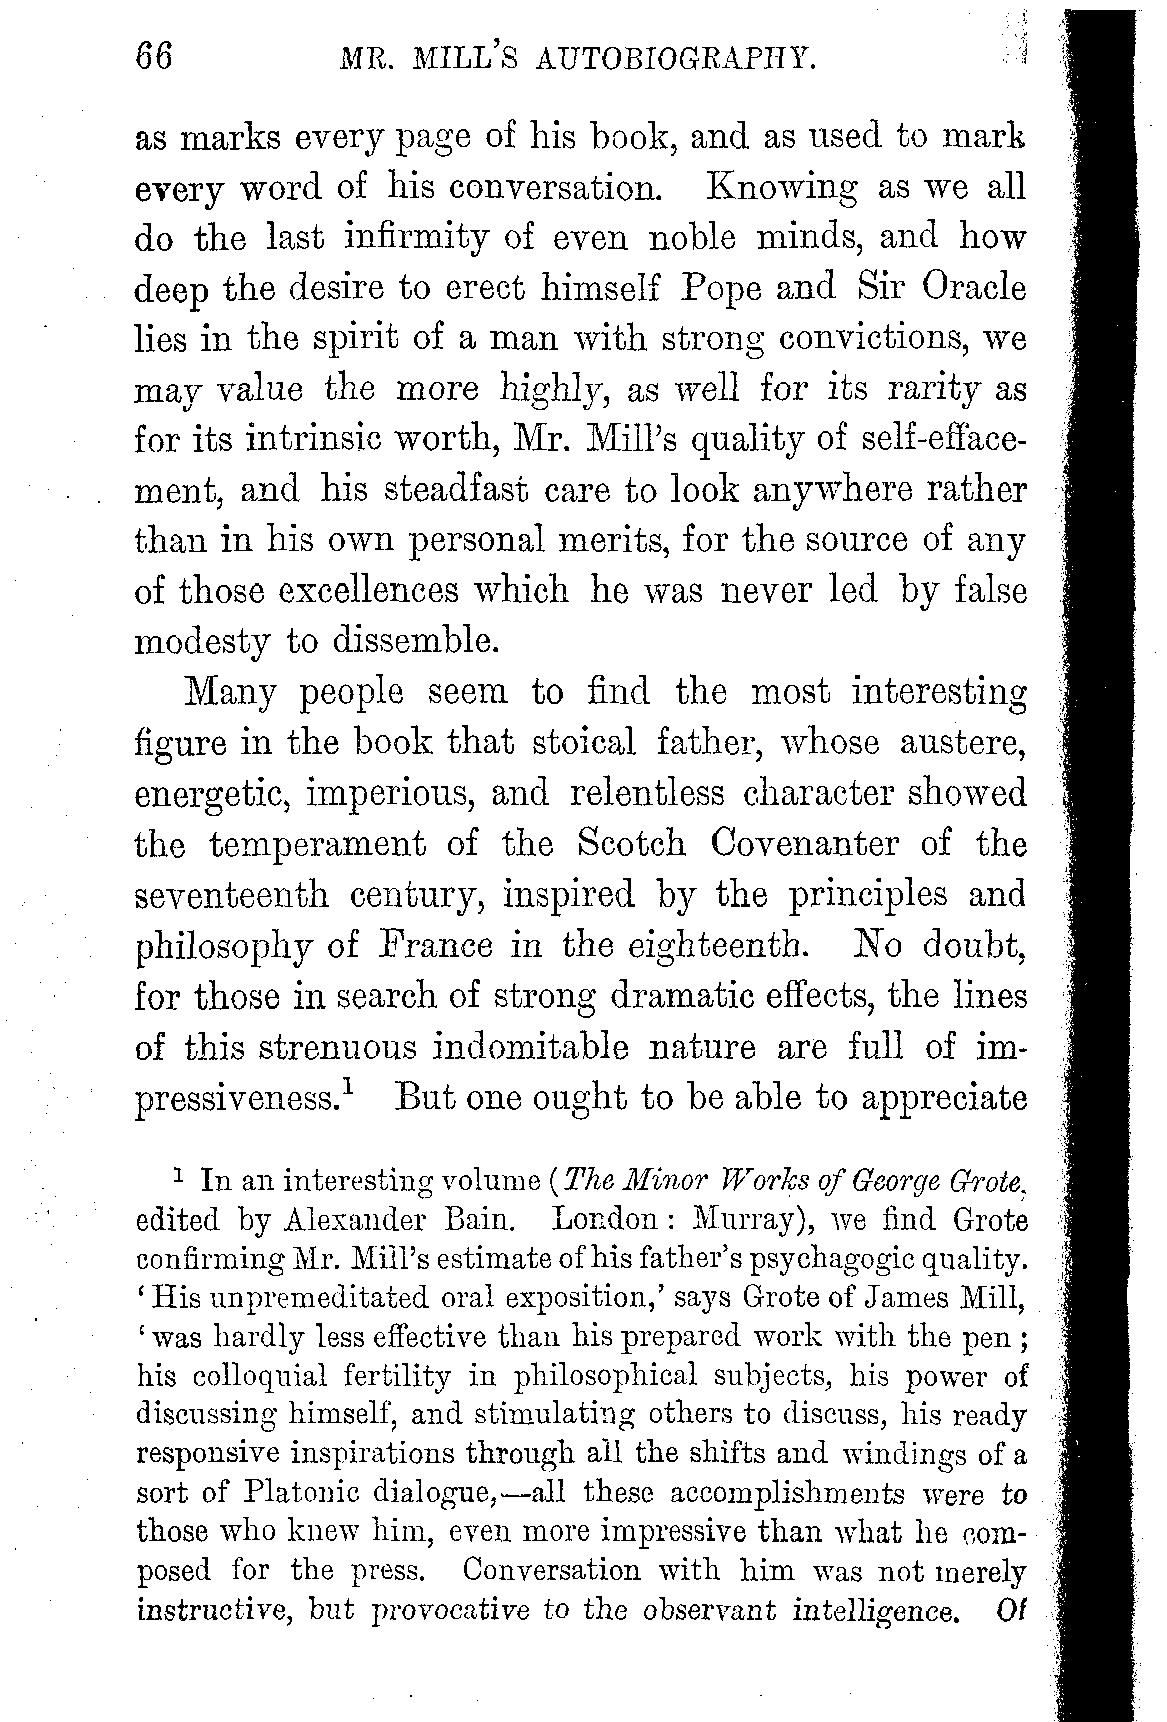 66 MR. MILL'S AUTOBIOGRAPHY.
as marks every page of his book, and as used to mark
every word of his conversation. Knowing as we all
do the last infirmity of even noble minds, and how
deep the desire to erect himself Pope and Sir Oracle
lies in the spirit of a man with strong convictions, we
may value the more highly, as well for its rarity as
for its intrinsic worth, Mr. Mill's quality of self-efface-
ment, and his steadfast care to look anywhere rather
than in his own personal merits, for the source of any
of those excellences which he was never led by false
modesty to dissemble.
Many people seem to find the most interesting
figure in the book that stoical father, whose austere,
energetic, imperious, and relentless character showed
the temperament of the Scotch Covenanter of the
seventeenth century, inspired by the principles and
philosophy of France in the eighteenth. No doubt,
for those in search of strong dramatic effects, the lines
of this strenuous indomitable nature are full of im-
pressiveness.¹ But one ought to be able to appreciate
¹ In an interesting volume (The Minor Works of George Grote,
edited by Alexander Bain. London: Murray), we find Grote
confirming Mr. Mill's estimate of his father's psychagogic quality.
'His unpremeditated oral exposition,' says Grote of James Mill,
'was hardly less effective than his prepared work with the pen;
his colloquial fertility in philosophical subjects, his power of
discussing himself, and stimulating others to discuss, his ready
responsive inspirations through all the shifts and windings of a
sort of Platonic dialogue,—all these accomplishments were to
those who knew him, even more impressive than what he com-
posed for the press. Conversation with him was not merely
instructive, but provocative to the observant intelligence. Of